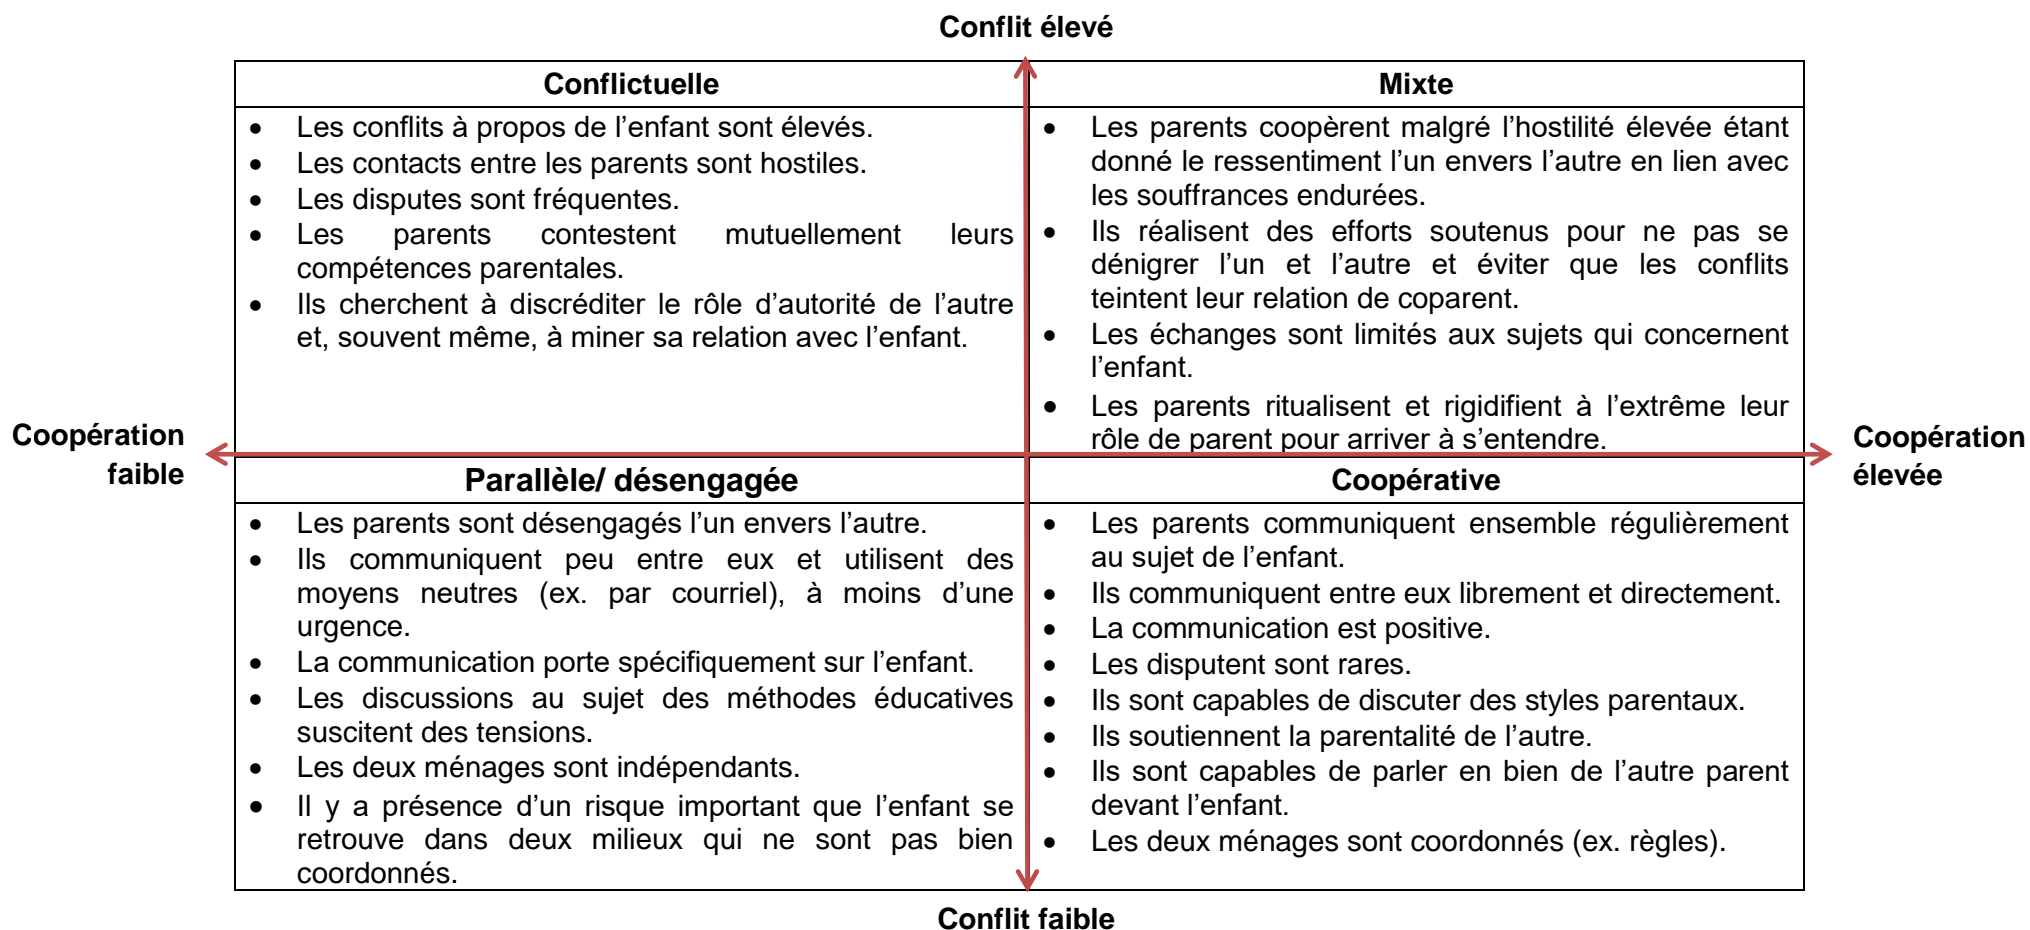 Conflit élevé
Conflictuelle
• Les conflits à propos de l’enfant sont élevés.
• Les contacts entre les parents sont hostiles.
• Les disputes sont fréquentes.
• Les parents contestent mutuellement leurs
compétences parentales.
• Ils cherchent à discréditer le rôle d’autorité de l’autre
et, souvent même, à miner sa relation avec l’enfant.
Mixte
• Les parents coopèrent malgré l’hostilité élevée étant
donné le ressentiment l’un envers l’autre en lien avec
les souffrances endurées.
• Ils réalisent des efforts soutenus pour ne pas se
dénigrer l’un et l’autre et éviter que les conflits
teintent leur relation de coparent.
• Les échanges sont limités aux sujets qui concernent
l’enfant.
• Les parents ritualisent et rigidifient à l’extrême leur
rôle de parent pour arriver à s’entendre.
Coopération
faible
Coopération
élevée
Parallèle/ désengagée
• Les parents sont désengagés l’un envers l’autre.
• Ils communiquent peu entre eux et utilisent des
moyens neutres (ex. par courriel), à moins d’une
urgence.
• La communication porte spécifiquement sur l’enfant.
• Les discussions au sujet des méthodes éducatives
suscitent des tensions.
• Les deux ménages sont indépendants.
• Il y a présence d’un risque important que l’enfant se
retrouve dans deux milieux qui ne sont pas bien
coordonnés.
Coopérative
• Les parents communiquent ensemble régulièrement
au sujet de l’enfant.
• Ils communiquent entre eux librement et directement.
• La communication est positive.
• Les disputent sont rares.
• Ils sont capables de discuter des styles parentaux.
• Ils soutiennent la parentalité de l’autre.
• Ils sont capables de parler en bien de l’autre parent
devant l’enfant.
• Les deux ménages sont coordonnés (ex. règles).
Conflit faible